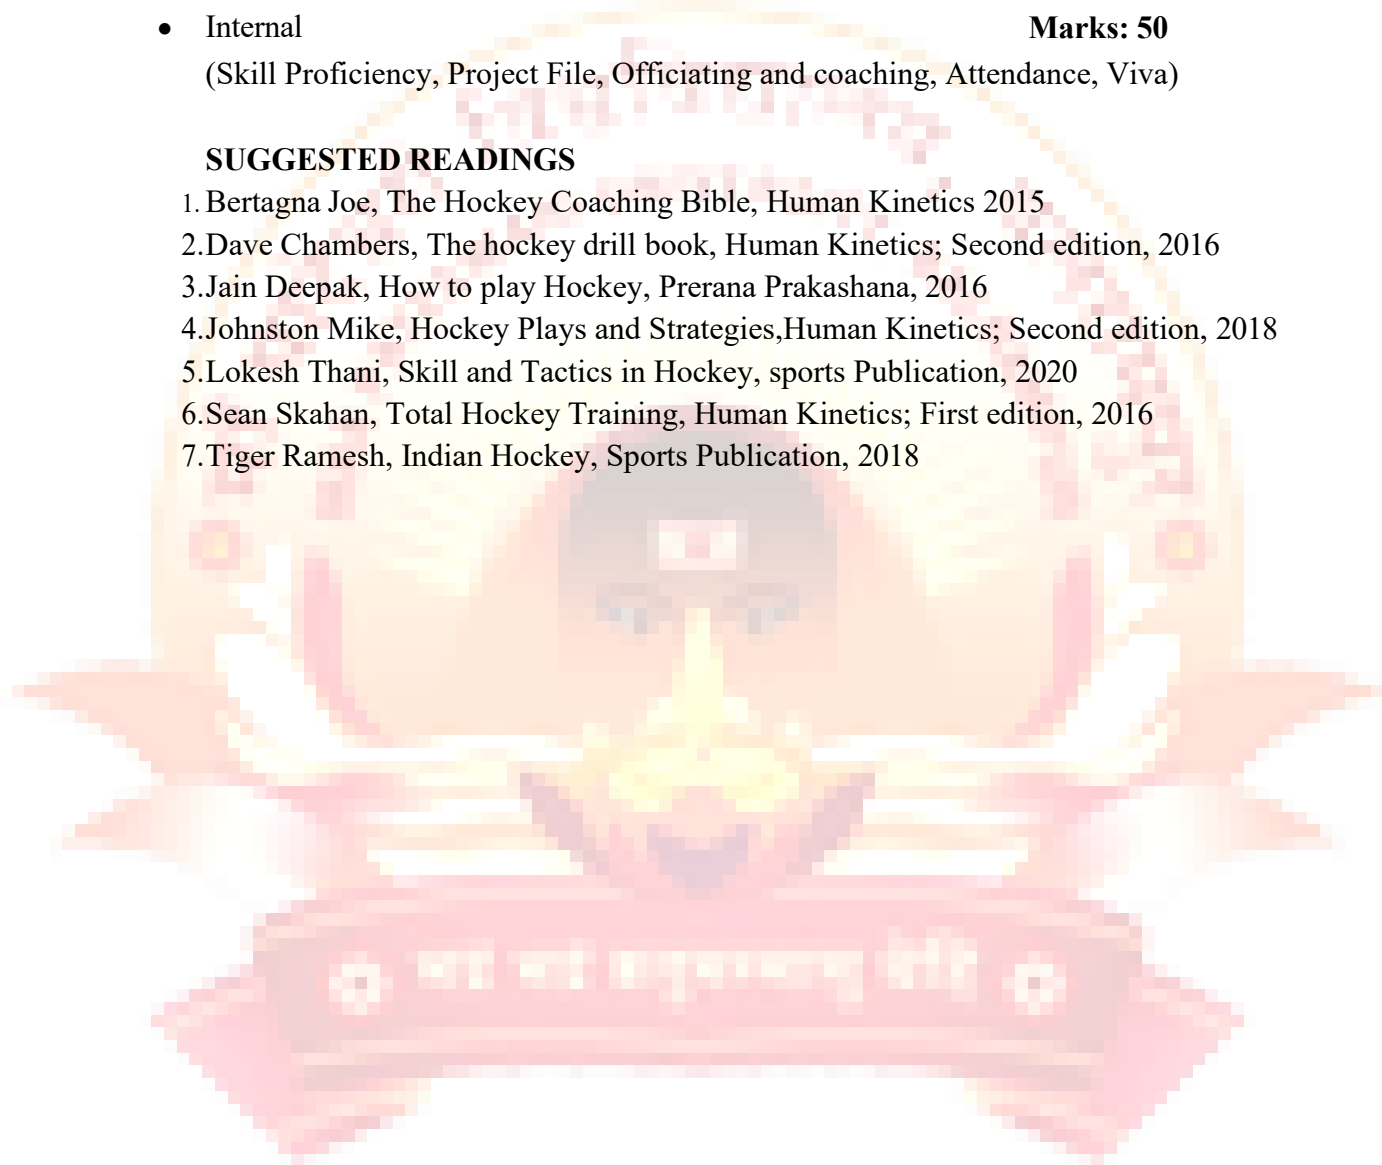 • Internal Marks: 50
(Skill Proficiency, Project File, Officiating and coaching, Attendance, Viva)
SUGGESTED READINGS
1. Bertagna Joe, The Hockey Coaching Bible, Human Kinetics 2015
2.Dave Chambers, The hockey drill book, Human Kinetics; Second edition, 2016
3.Jain Deepak, How to play Hockey, Prerana Prakashana, 2016
4.Johnston Mike, Hockey Plays and Strategies,Human Kinetics; Second edition, 2018
5.Lokesh Thani, Skill and Tactics in Hockey, sports Publication, 2020
6.Sean Skahan, Total Hockey Training, Human Kinetics; First edition, 2016
7.Tiger Ramesh, Indian Hockey, Sports Publication, 2018